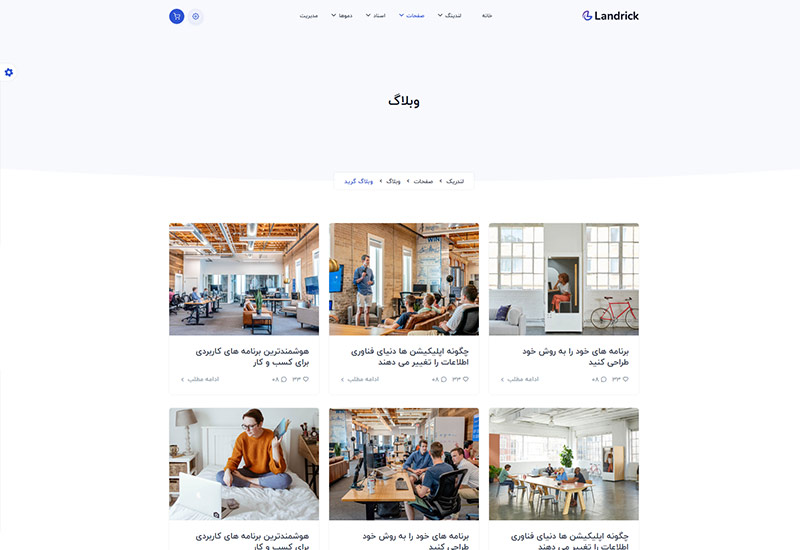 Landrick
خانه
لندینگ
صفحات
اسناد
دموها
مدیریت
وبلاگ
لندریک
صفحات
وبلاگ
وبلاگ گرید
برنامه های خود را به روش خود
طراحی کنید
۳۳
۰۸
ادامه مطلب
چگونه اپلیکیشن ها دنیای فناوری
اطلاعات را تغییر می دهند
۳۳
۰۸
ادامه مطلب
هوشمندترین برنامه های کاربردی
برای کسب و کار
۳۳
۰۸
ادامه مطلب
چگونه اپلیکیشن ها دنیای فناوری
اطلاعات را تغییر می دهند
برنامه های خود را به روش خود
طراحی کنید
هوشمندترین برنامه های کاربردی
برای کسب و کار